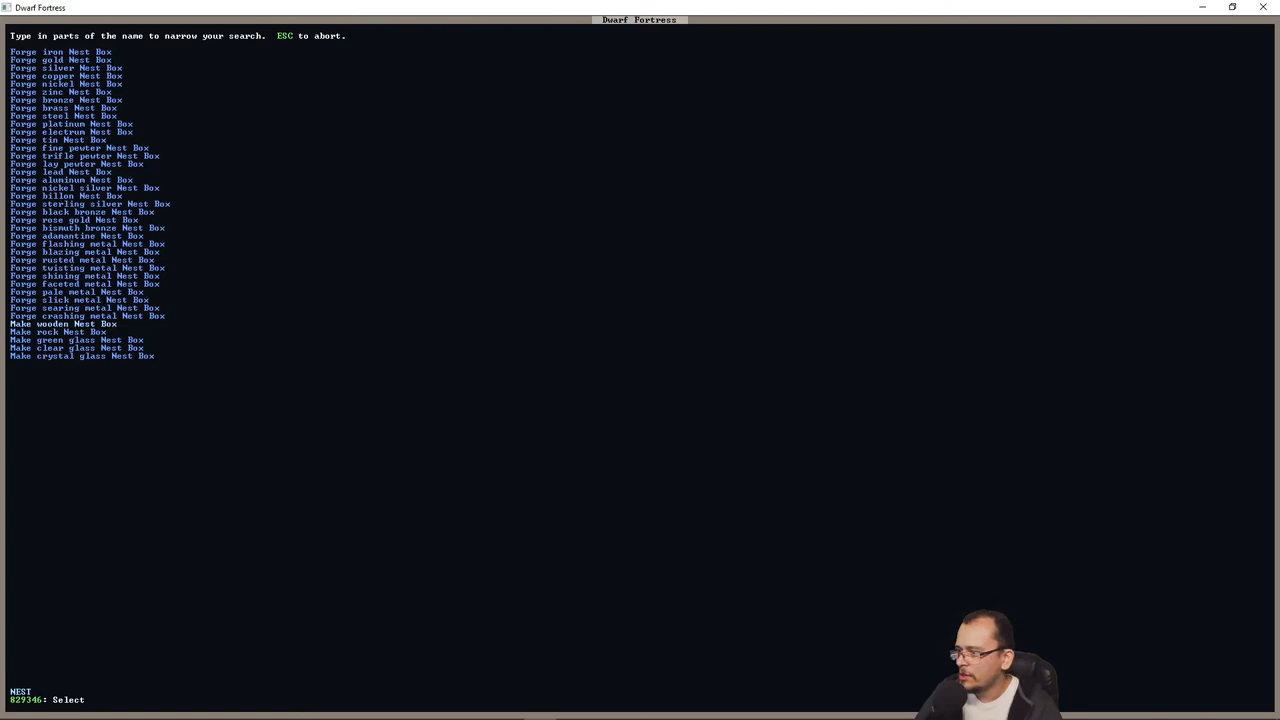 Dwarf Fortress
Dwarf Fortress
Type in parts of the name to narrow your search.  ESC to abort.
Forge iron Nest Box
Forge gold Nest Box
Forge silver Nest Box
Forge copper Nest Box
Forge nickel Nest Box
Forge zinc Nest Box
Forge bronze Nest Box
Forge brass Nest Box
Forge steel Nest Box
Forge platinum Nest Box
Forge electrum Nest Box
Forge tin Nest Box
Forge fine pewter Nest Box
Forge trifle pewter Nest Box
Forge lay pewter Nest Box
Forge lead Nest Box
Forge aluminum Nest Box
Forge nickel silver Nest Box
Forge billon Nest Box
Forge sterling silver Nest Box
Forge black bronze Nest Box
Forge rose gold Nest Box
Forge bismuth bronze Nest Box
Forge adamantine Nest Box
Forge flashing metal Nest Box
Forge blazing metal Nest Box
Forge rusted metal Nest Box
Forge twisting metal Nest Box
Forge shining metal Nest Box
Forge faceted metal Nest Box
Forge pale metal Nest Box
Forge slick metal Nest Box
Forge searing metal Nest Box
Forge crashing metal Nest Box
Make wooden Nest Box
Make rock Nest Box
Make green glass Nest Box
Make clear glass Nest Box
Make crystal glass Nest Box
NEST
829346: Select